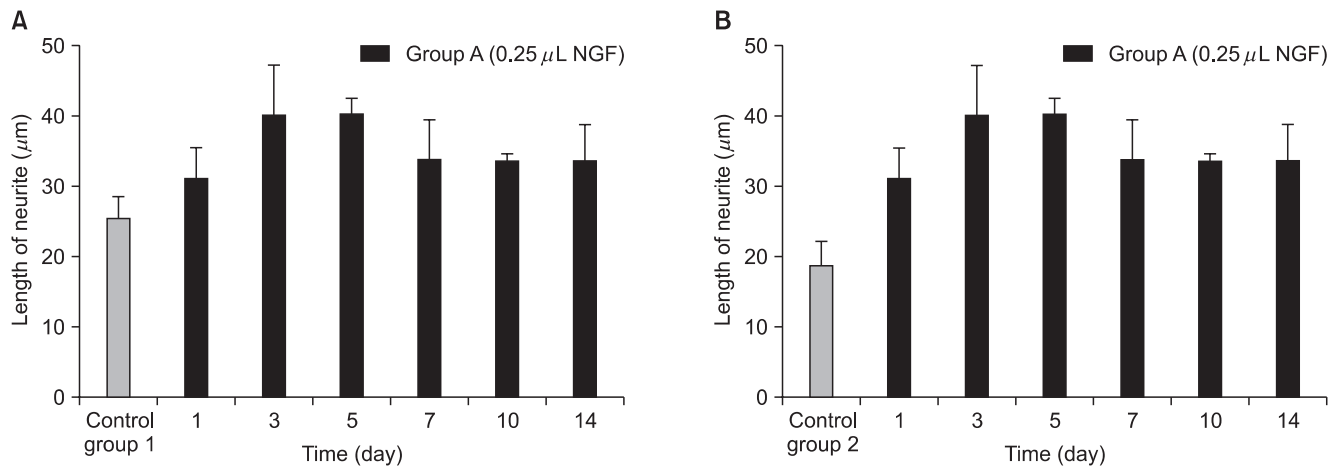 A
50
40
30
20
10
0
Length of neurite (μm)
Group A (0.25 μL NGF)
Control
group 1
1 3 5 7 10 14
Time (day)
B
50
40
30
20
10
0
Length of neurite (μm)
Group A (0.25 μL NGF)
Control
group 2
1 3 5 7 10 14
Time (day)